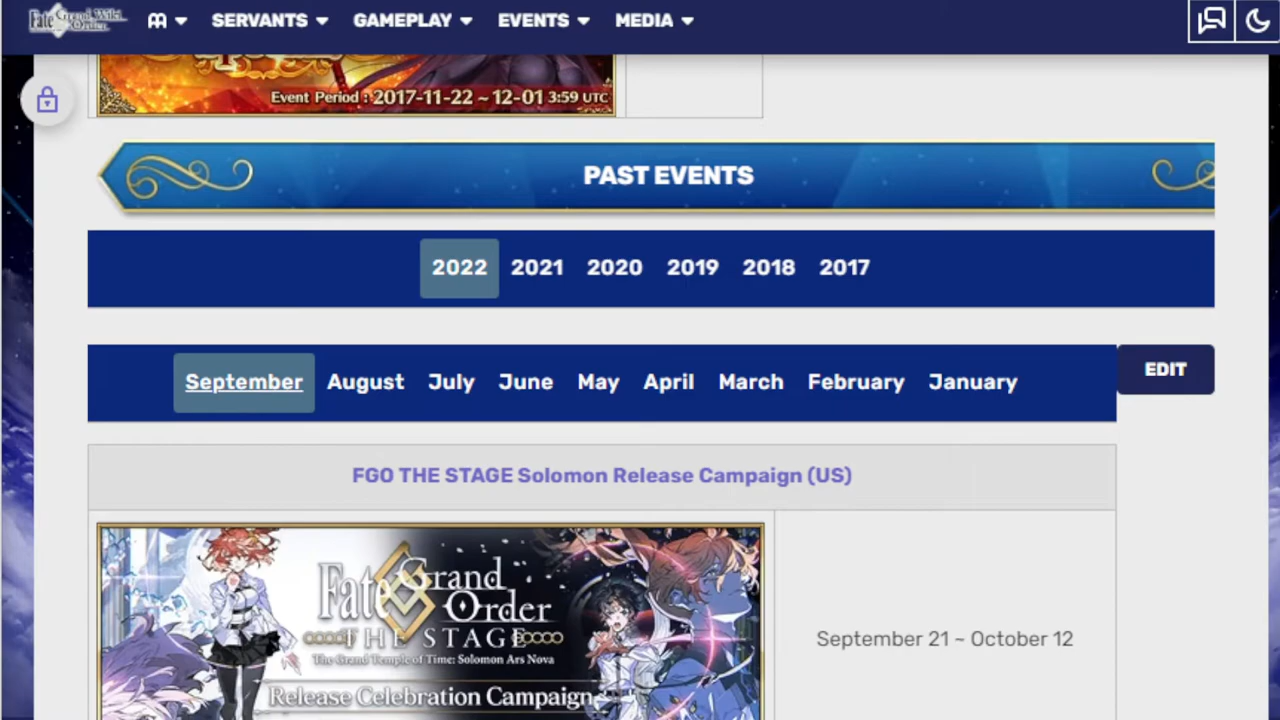 Fate Grand Order Wiki
SERVANTS GAMEPLAY EVENTS MEDIA
Event Period : 2017-11-22 ~ 12-01 3:59 UTC
PAST EVENTS
2022 2021 2020 2019 2018 2017
September August July June May April March February January
EDIT
FGO THE STAGE Solomon Release Campaign (US)
Fate Grand
Order
THE STAGE
The Grand Temple of Time: Solomon Ars Nova
Release Celebration Campaign
September 21 ~ October 12